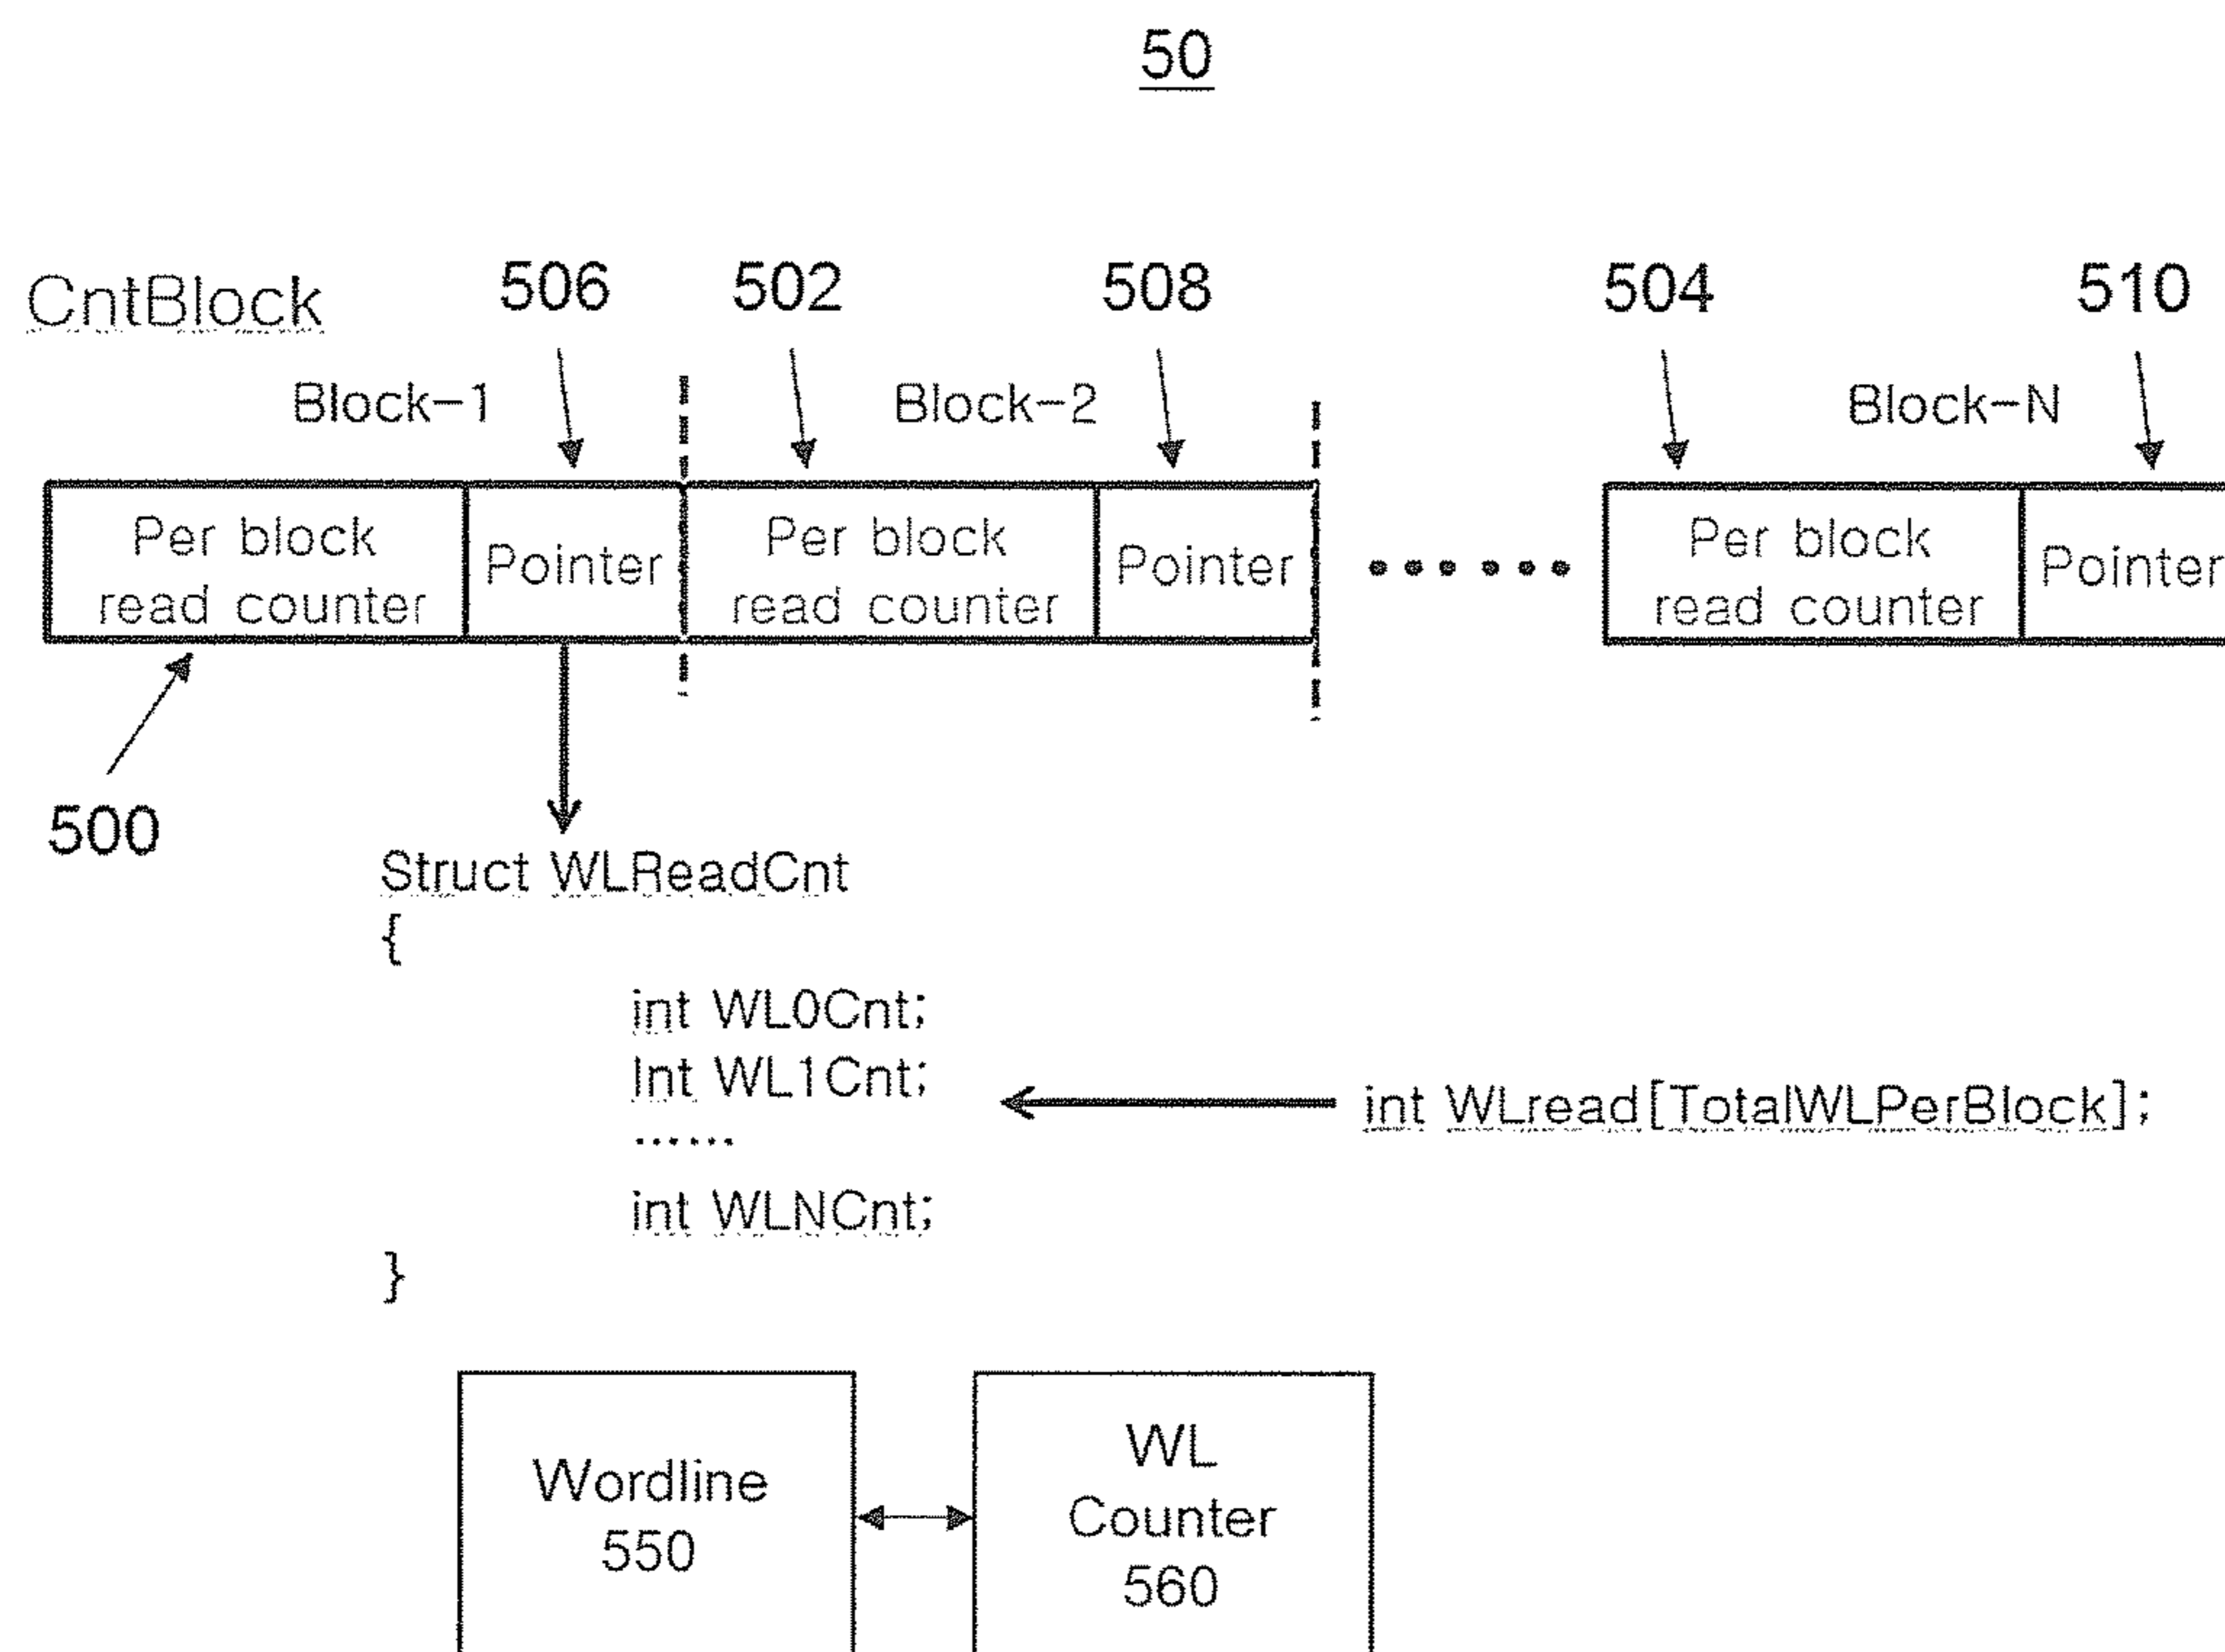 50
CntBlock
506
502
508
504
510
Block-1
Block-2
Block-N
Per block
read counter
Pointer
Per block
read counter
Pointer
......
Per block
read counter
Pointer
500
Struct WLReadCnt
{
int WL0Cnt;
Int WL1Cnt;
......
int WLNCnt;
int WLread[TotalWLPerBlock];
}
Wordline
550
WL
Counter
560